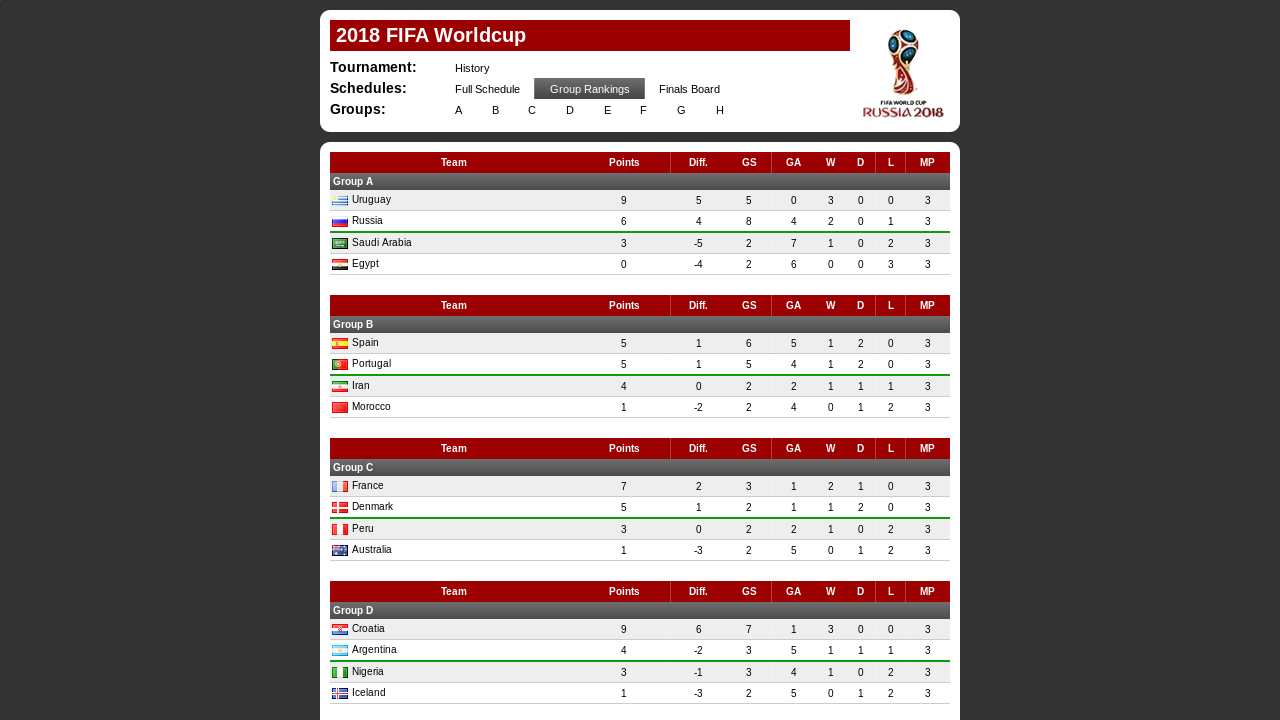 2018 FIFA Worldcup
Tournament: History
Schedules: Full Schedule Group Rankings Finals Board
Groups: A B C D E F G H
FIFA WORLD CUP
RUSSIA 2018
Team Points Diff. GS GA W D L MP
Group A
Uruguay 9 5 5 0 3 0 0 3
Russia 6 4 8 4 2 0 1 3
Saudi Arabia 3 -5 2 7 1 0 2 3
Egypt 0 -4 2 6 0 0 3 3
Team Points Diff. GS GA W D L MP
Group B
Spain 5 1 6 5 1 2 0 3
Portugal 5 1 5 4 1 2 0 3
Iran 4 0 2 2 1 1 1 3
Morocco 1 -2 2 4 0 1 2 3
Team Points Diff. GS GA W D L MP
Group C
France 7 2 3 1 2 1 0 3
Denmark 5 1 2 1 1 2 0 3
Peru 3 0 2 2 1 0 2 3
Australia 1 -3 2 5 0 1 2 3
Team Points Diff. GS GA W D L MP
Group D
Croatia 9 6 7 1 3 0 0 3
Argentina 4 -2 3 5 1 1 1 3
Nigeria 3 -1 3 4 1 0 2 3
Iceland 1 -3 2 5 0 1 2 3